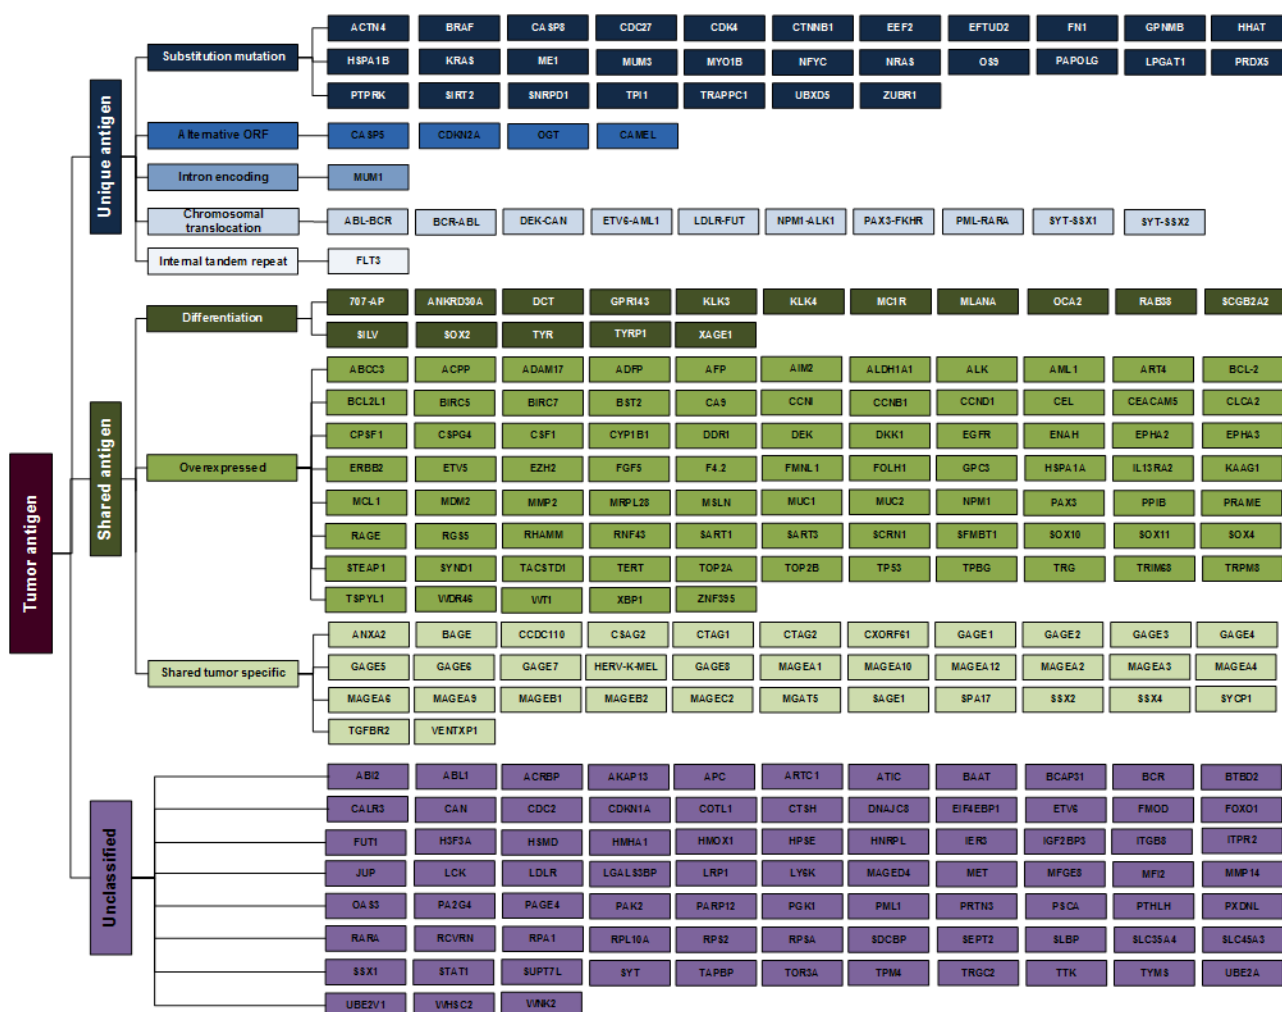 Tumor antigen
Unique antigen
Substitution mutation
ACTN4 BRAF CASP8 CDC27 CDK4 CTNNB1 EEF2 EFTUD2 FN1 GPNMB HHAT
HSPA1B KRAS ME1 MUM3 MYO1B NFYC NRAS OS9 PAPOLG LPGAT1 PRDX5
PTPRK SIRT2 SNRPD1 TPI1 TRAPPC1 UBXD5 ZUBR1
Alternative ORF
CASP5 CDKN2A OGT CAMEL
Intron encoding
MUM1
Chromosomal
translocation
ABL-BCR BCR-ABL DEK-CAN ETV6-AML1 LDLR-FUT NPM1-ALK1 PAX3-FKHR PML-RARA SYT-SSX1 SYT-SSX2
Internal tandem repeat
FLT3
Shared antigen
Differentiation
707-AP ANKRD30A DCT GPR143 KLK3 KLK4 MC1R MLANA OCA2 RAB38 SCGB2A2
SILV SOX2 TYR TYRP1 XAGE1
Overexpressed
ABCC3 ACPP ADAM17 ADFP AFP AIM2 ALDH1A1 ALK AML1 ART4 BCL-2
BCL2L1 BIRC5 BIRC7 BST2 CA9 CCNI CCNB1 CCND1 CEL CEACAM5 CLCA2
CPSF1 CSPG4 CSF1 CYP1B1 DDR1 DEK DKK1 EGFR ENAH EPHA2 EPHA3
ERBB2 ETV5 EZH2 FGF5 F4.2 FMNL1 FOLH1 GPC3 HSPA1A IL13RA2 KAAG1
MCL1 MDM2 MMP2 MRPL28 MSLN MUC1 MUC2 NPM1 PAX3 PPIB PRAME
RAGE RGS5 RHAMM RNF43 SART1 SART3 SCRN1 SFMBT1 SOX10 SOX11 SOX4
STEAP1 SYND1 TACSTD1 TERT TOP2A TOP2B TP53 TPBG TRG TRIM68 TRPM8
TSPYL1 WDR46 WT1 XBP1 ZNF395
Shared tumor specific
ANXA2 BAGE CCDC110 CSAG2 CTAG1 CTAG2 CXORF61 GAGE1 GAGE2 GAGE3 GAGE4
GAGE5 GAGE6 GAGE7 HERV-K-MEL GAGE8 MAGEA1 MAGEA10 MAGEA12 MAGEA2 MAGEA3 MAGEA4
MAGEA6 MAGEA9 MAGEB1 MAGEB2 MAGEC2 MGAT5 SAGE1 SPA17 SSX2 SSX4 SYCP1
TGFBR2 VENTXP1
Unclassified
ABI2 ABL1 ACRBP AKAP13 APC ARTC1 ATIC BAAT BCAP31 BCR BTBD2
CALR3 CAN CDC2 CDKN1A COTL1 CTSH DNAJC8 EIF4EBP1 ETV6 FMOD FOXO1
FUT1 H3F3A HSMD HMHA1 HMOX1 HPSE HNRPL IER3 IGF2BP3 ITGB8 ITPR2
JUP LCK LDLR LGALS3BP LRP1 LY6K MAGED4 MET MFGE8 MFI2 MMP14
OAS3 PA2G4 PAGE4 PAK2 PARP12 PGK1 PML1 PRTN3 PSCA PTHLH PXDNL
RARA RCVRN RPA1 RPL10A RPS2 RPSA SDCBP SEPT2 SLBP SLC35A4 SLC45A3
SSX1 STAT1 SUPT7L SYT TAPBP TOR3A TPM4 TRGC2 TTK TYMS UBE2A
UBE2V1 WHSC2 WNK2